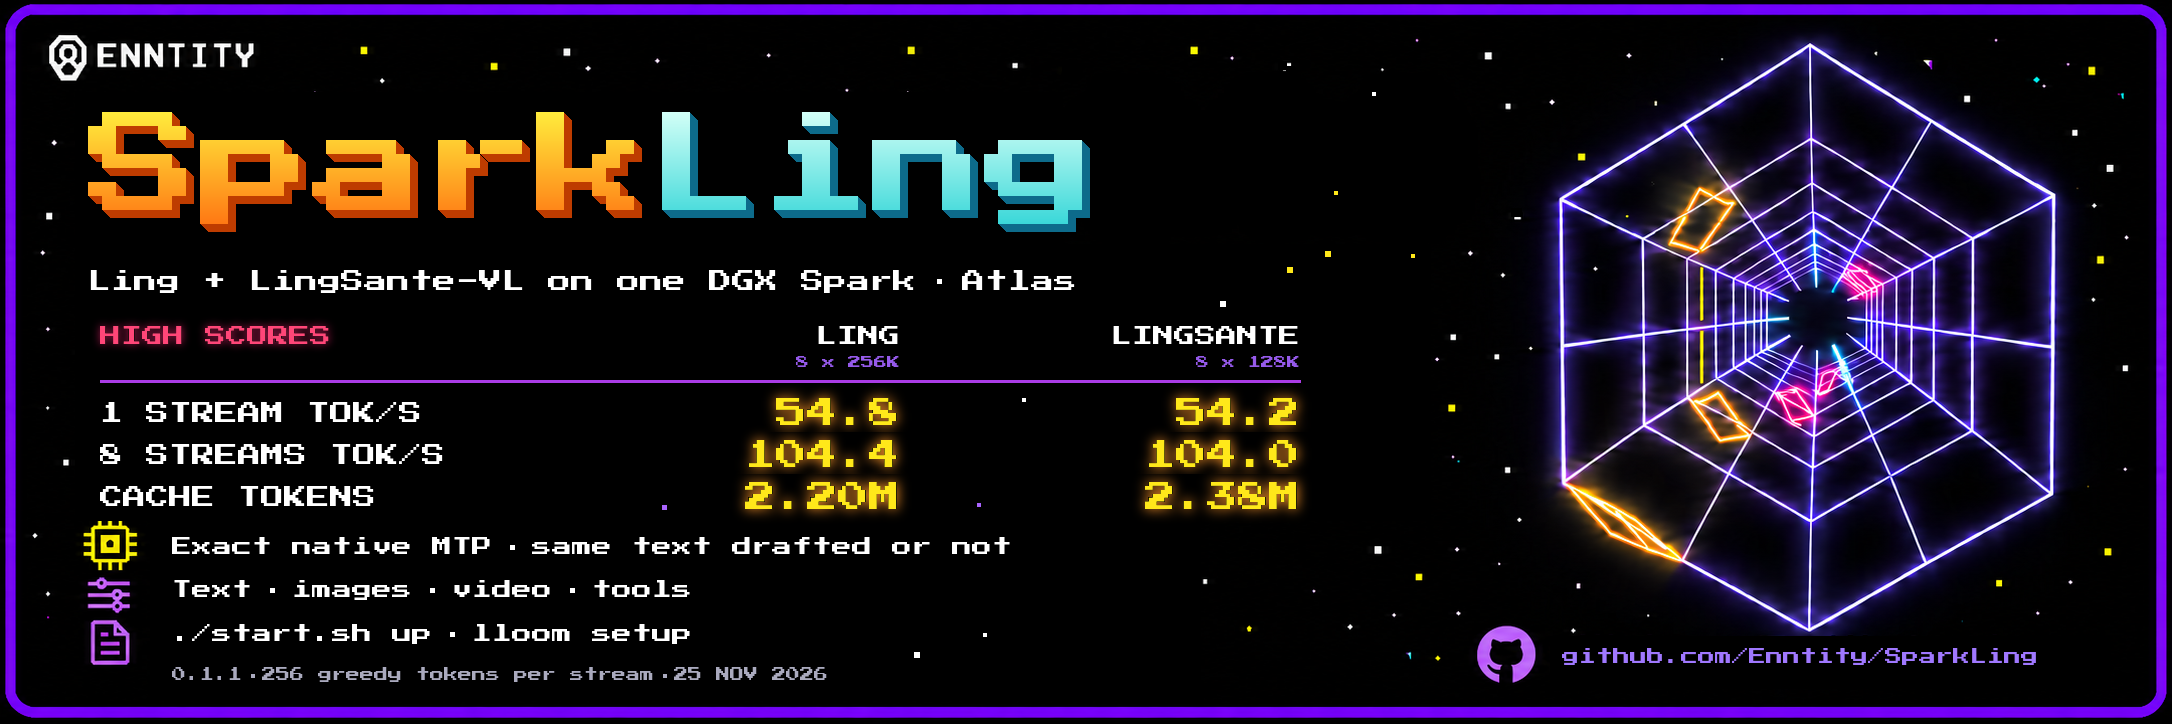 ENNTITY
SparkLing
Ling + LingSante-VL on one DGX Spark · Atlas
HIGH SCORES LING LINGSANTE
8 x 256K 8 x 128K
1 STREAM TOK/S 54.8 54.2
8 STREAMS TOK/S 104.4 104.0
CACHE TOKENS 2.20M 2.38M
Exact native MTP · same text drafted or not
Text · images · video · tools
./start.sh up · lloom setup
0.1.1 · 256 greedy tokens per stream · 25 NOV 2026
github.com/Enntity/SparkLing